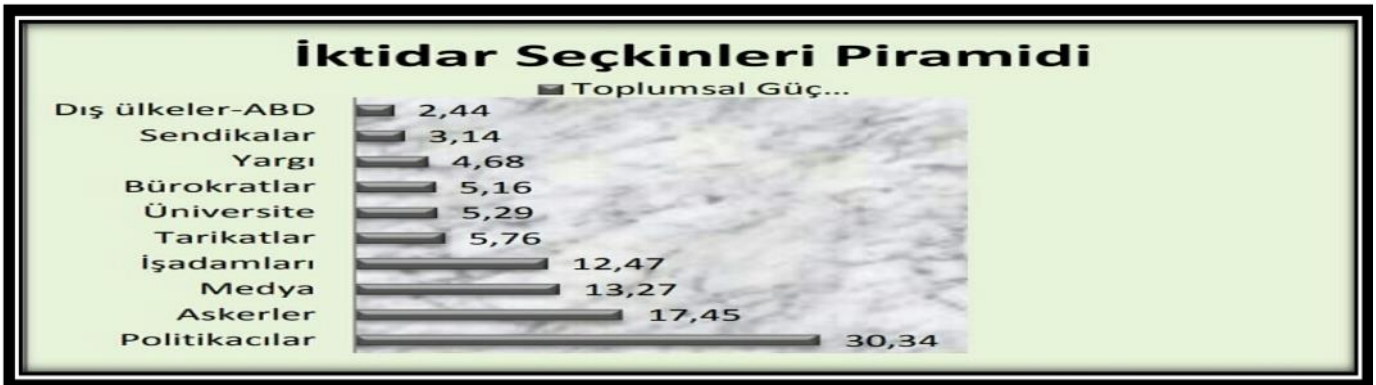 İktidar Seçkinleri Piramidi
Toplumsal Güç...
Dış ülkeler-ABD 2,44
Sendikalar 3,14
Yargı 4,68
Bürokratlar 5,16
Üniversite 5,29
Tarikatlar 5,76
İşadamları 12,47
Medya 13,27
Askerler 17,45
Politikacılar 30,34